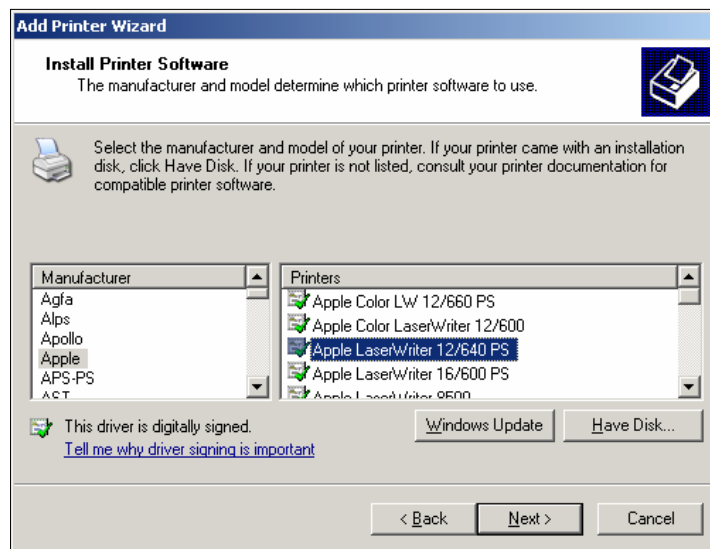 Add Printer Wizard
Install Printer Software
The manufacturer and model determine which printer software to use.
Select the manufacturer and model of your printer. If your printer came with an installation
disk, click Have Disk. If your printer is not listed, consult your printer documentation for
compatible printer software.
Manufacturer
Agfa
Alps
Apollo
Apple
APS-PS
AST
Printers
Apple Color LW 12/660 PS
Apple Color LaserWriter 12/600
Apple LaserWriter 12/640 PS
Apple LaserWriter 16/600 PS
Apple LaserWriter 8500
This driver is digitally signed.
Tell me why driver signing is important
Windows Update
Have Disk...
< Back
Next >
Cancel